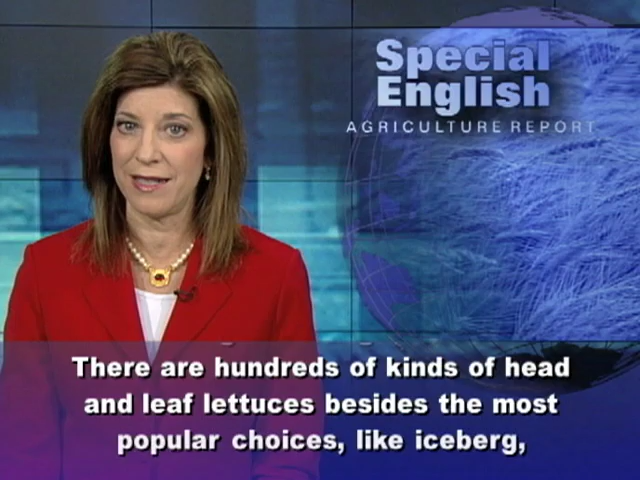 Special
English
AGRICULTURE REPORT
There are hundreds of kinds of head
and leaf lettuces besides the most
popular choices, like iceberg,